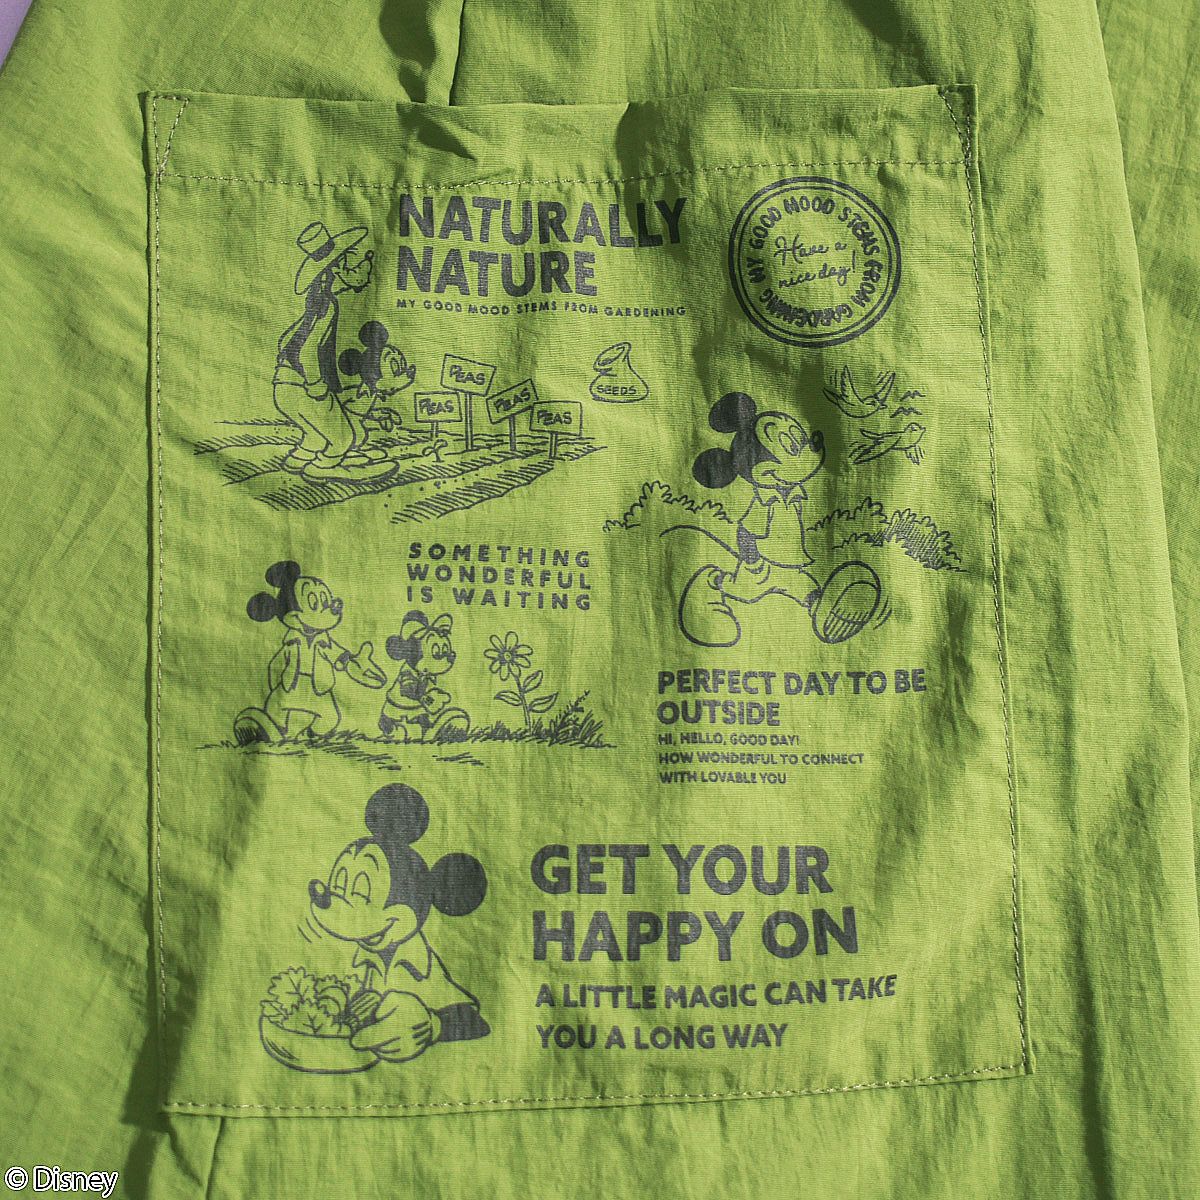 NATURALLY
NATURE
MY GOOD MOOD STEMS FROM GARDENING
MY GOOD MOOD STEMS FROM GARDENING
Have a
nice day!
PEAS
PEAS
PEAS
PEAS
SEEDS
SOMETHING
WONDERFUL
IS WAITING
PERFECT DAY TO BE
OUTSIDE
HI, HELLO, GOOD DAY!
HOW WONDERFUL TO CONNECT
WITH LOVABLE YOU
GET YOUR
HAPPY ON
A LITTLE MAGIC CAN TAKE
YOU A LONG WAY
© Disney